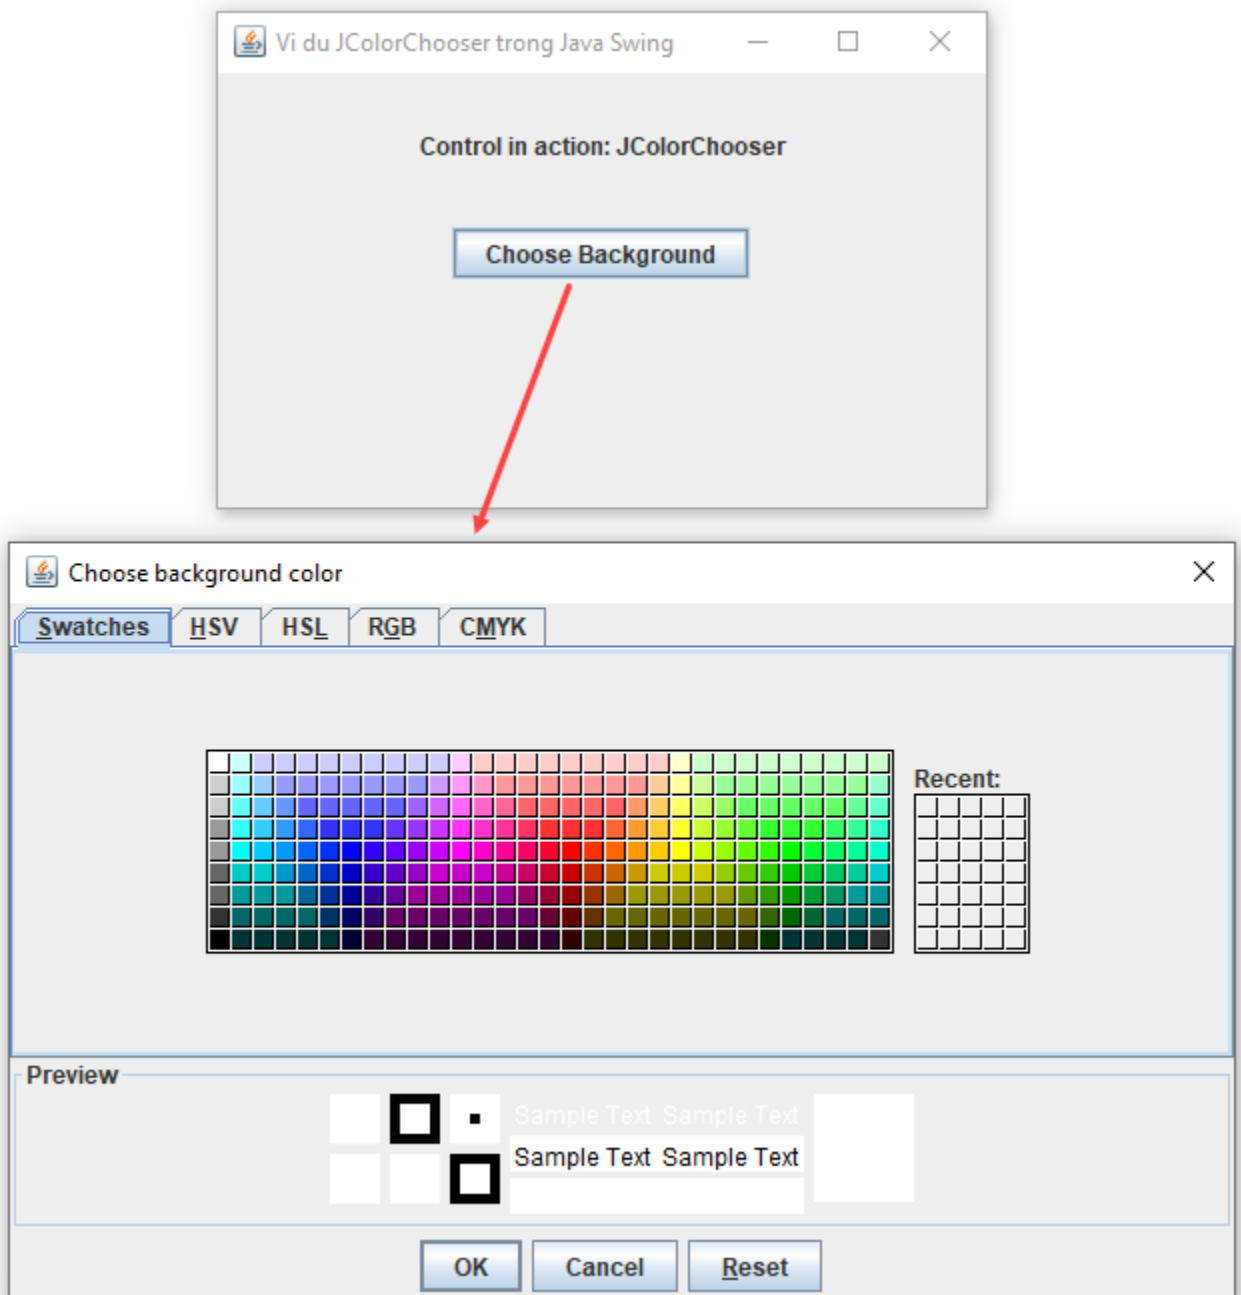 Vi du JColorChooser trong Java Swing
Control in action: JColorChooser
Choose Background
Choose background color
Swatches HSV HSL RGB CMYK
Recent:
Preview
Sample Text Sample Text
Sample Text Sample Text
OK Cancel Reset